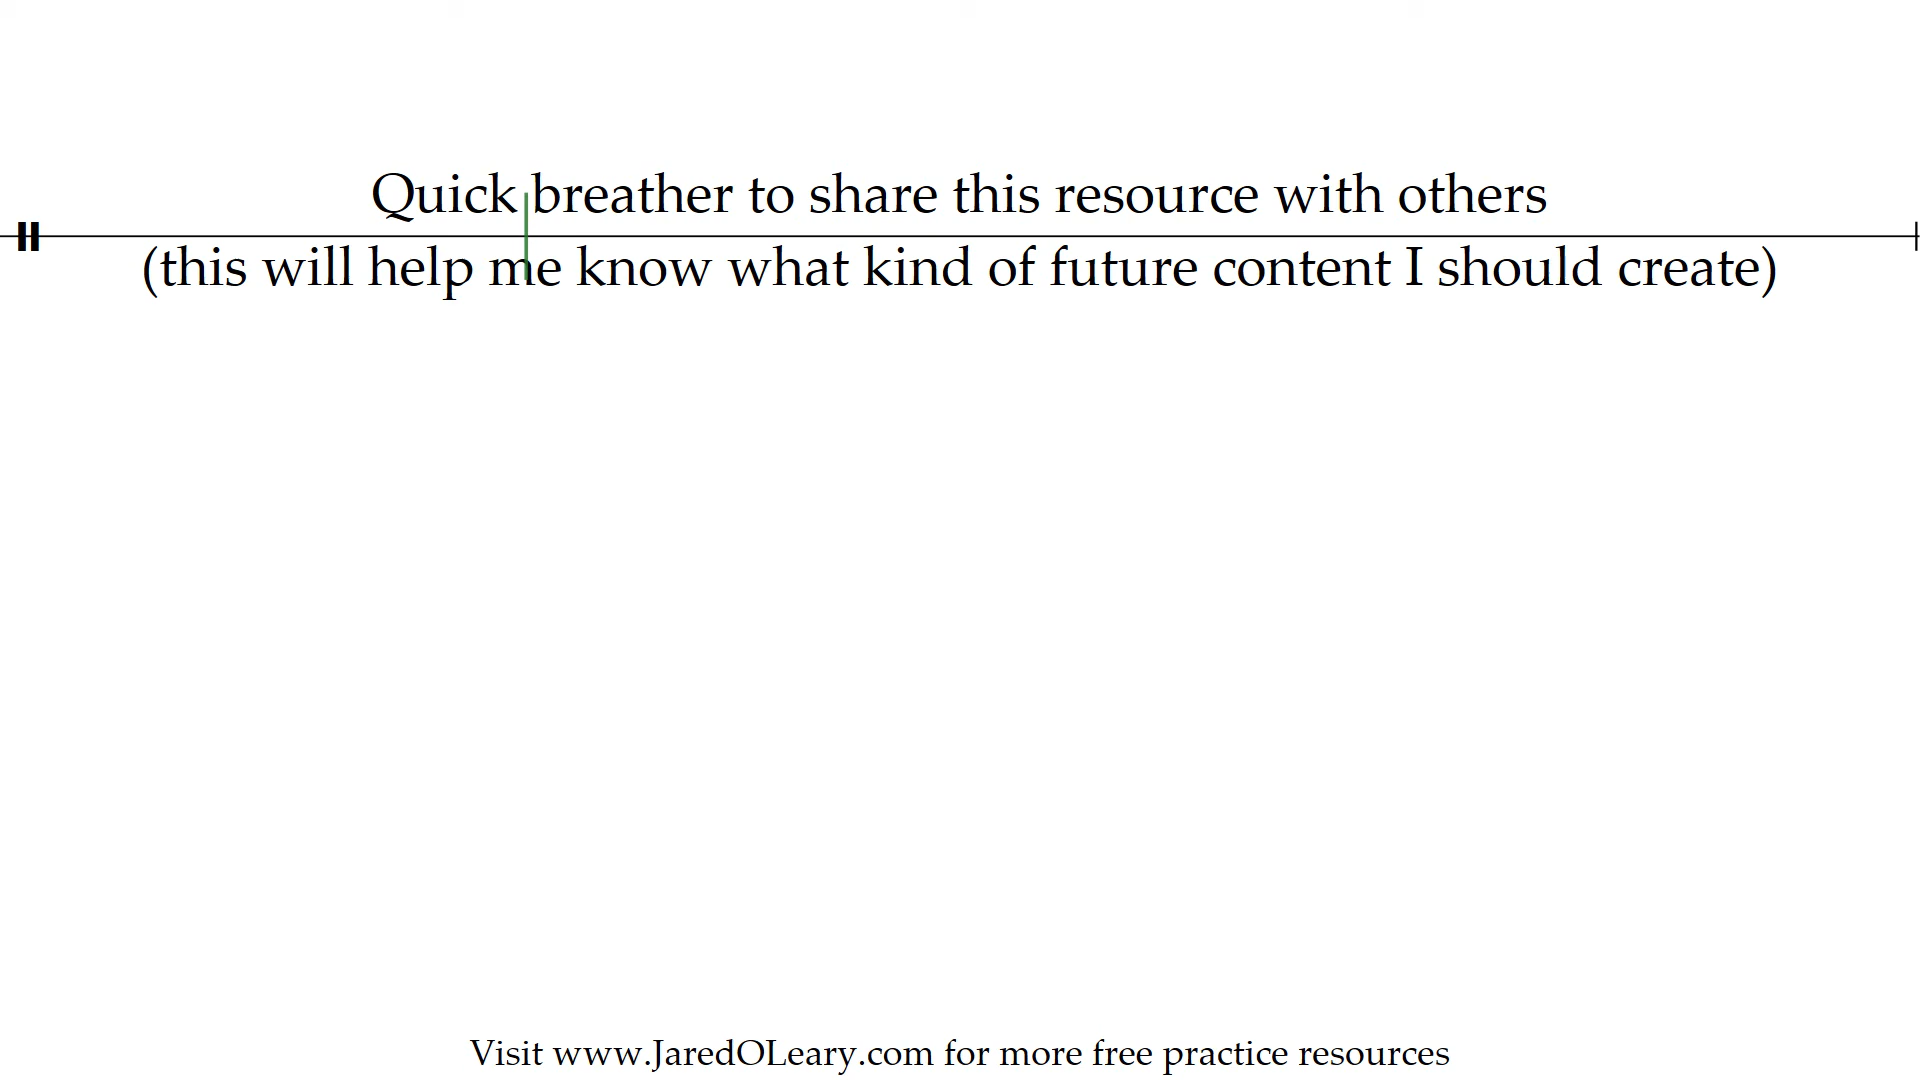 Quick breather to share this resource with others
(this will help me know what kind of future content I should create)
Visit www.JaredOLeary.com for more free practice resources